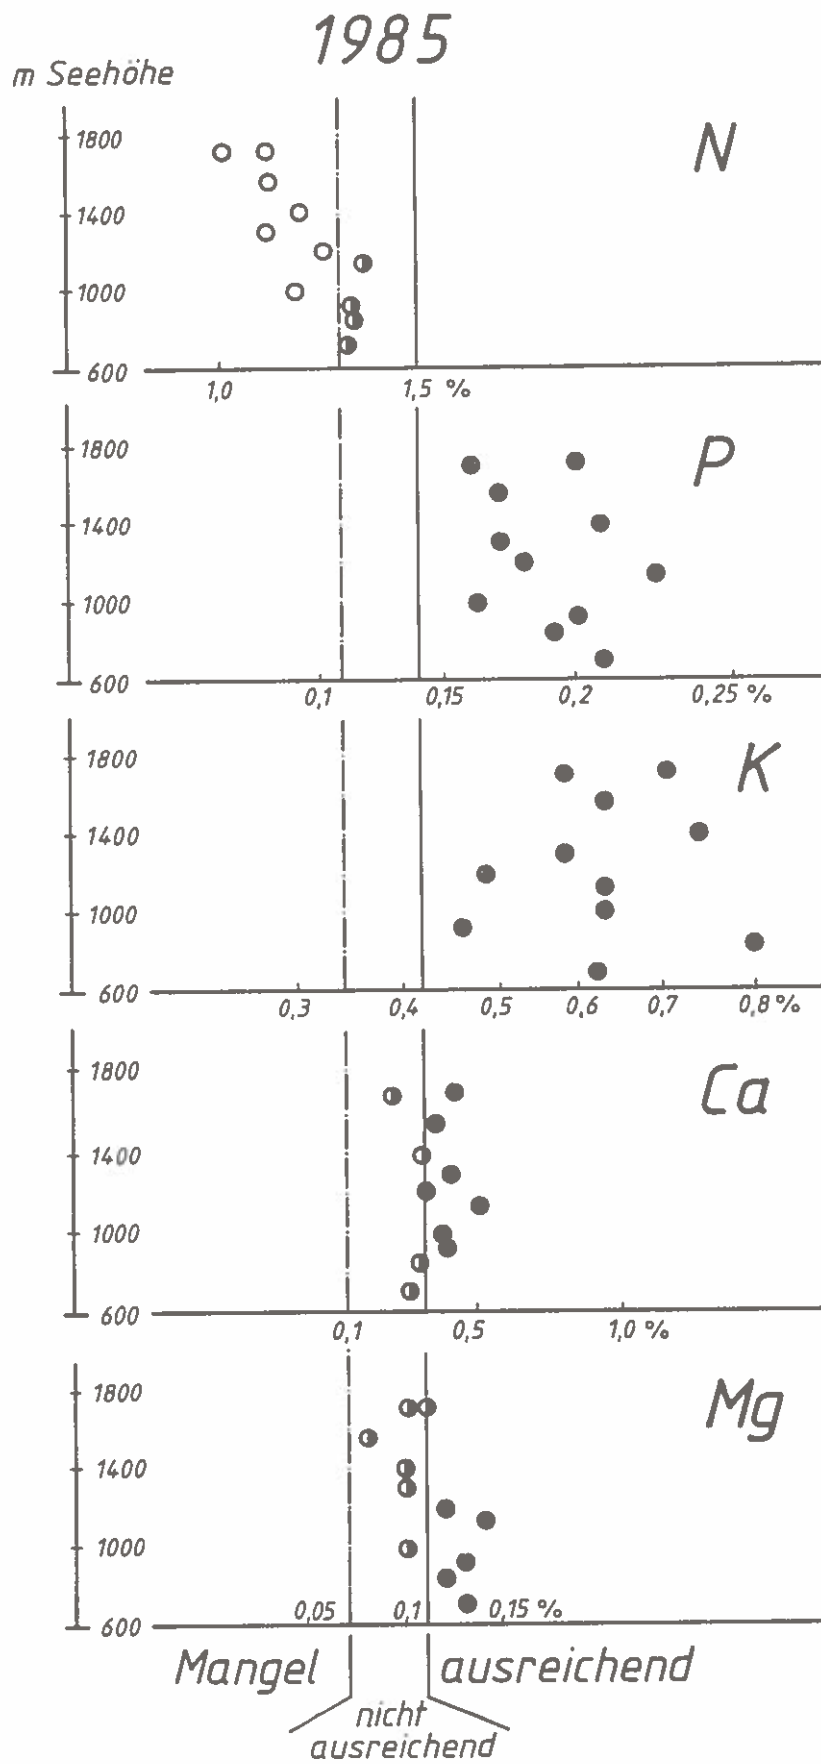 1985
m Seehöhe
N
1800
1400
1000
600
1,0 1,5 %
P
1800
1400
1000
600
0,1 0,15 0,2 0,25 %
K
1800
1400
1000
600
0,3 0,4 0,5 0,6 0,7 0,8 %
Ca
1800
1400
1000
600
0,1 0,5 1,0 %
Mg
1800
1400
1000
0,05 0,1 0,15 %
600
Mangel ausreichend
nicht
ausreichend